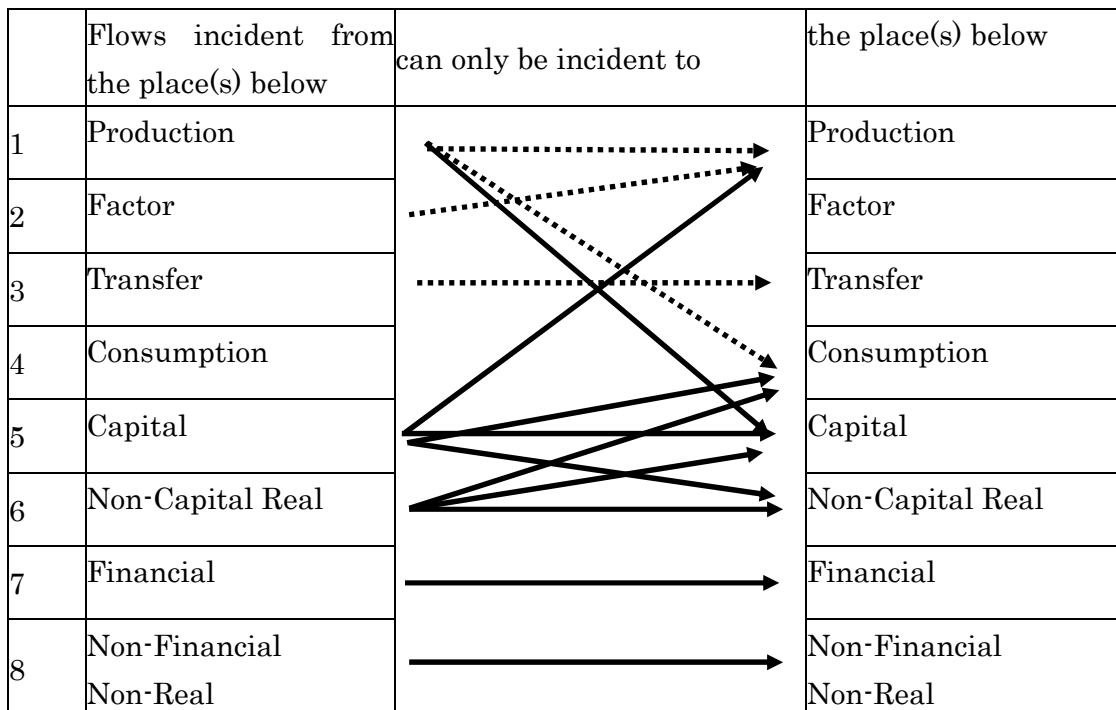 Flows incident from
the place(s) below
can only be incident to
the place(s) below
1 Production Production
2 Factor Factor
3 Transfer Transfer
4 Consumption Consumption
5 Capital Capital
6 Non-Capital Real Non-Capital Real
7 Financial Financial
8 Non-Financial Non-Financial
Non-Real Non-Real